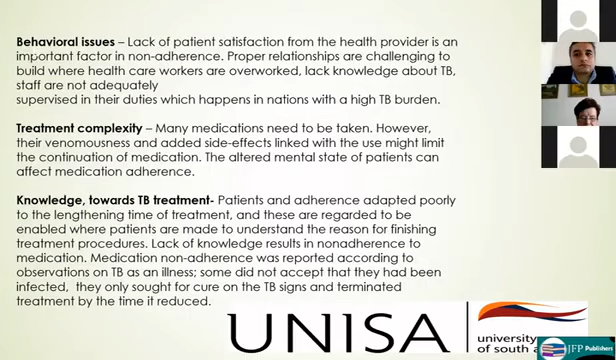 Behavioral issues – Lack of patient satisfaction from the health provider is an
important factor in non-adherence. Proper relationships are challenging to
build where health care workers are overworked, lack knowledge about TB,
staff are not adequately
supervised in their duties which happens in nations with a high TB burden.
Treatment complexity – Many medications need to be taken. However,
their venomousness and added side-effects linked with the use might limit
the continuation of medication. The altered mental state of patients can
affect medication adherence.
Knowledge, towards TB treatment- Patients and adherence adapted poorly
to the lengthening time of treatment, and these are regarded to be
enabled where patients are made to understand the reason for finishing
treatment procedures. Lack of knowledge results in nonadherence to
medication. Medication non-adherence was reported according to
observations on TB as an illness; some did not accept that they had been
infected, they only sought for cure on the TB signs and terminated
treatment by the time it reduced.
UNISA
university
of south a
JFP Publishers